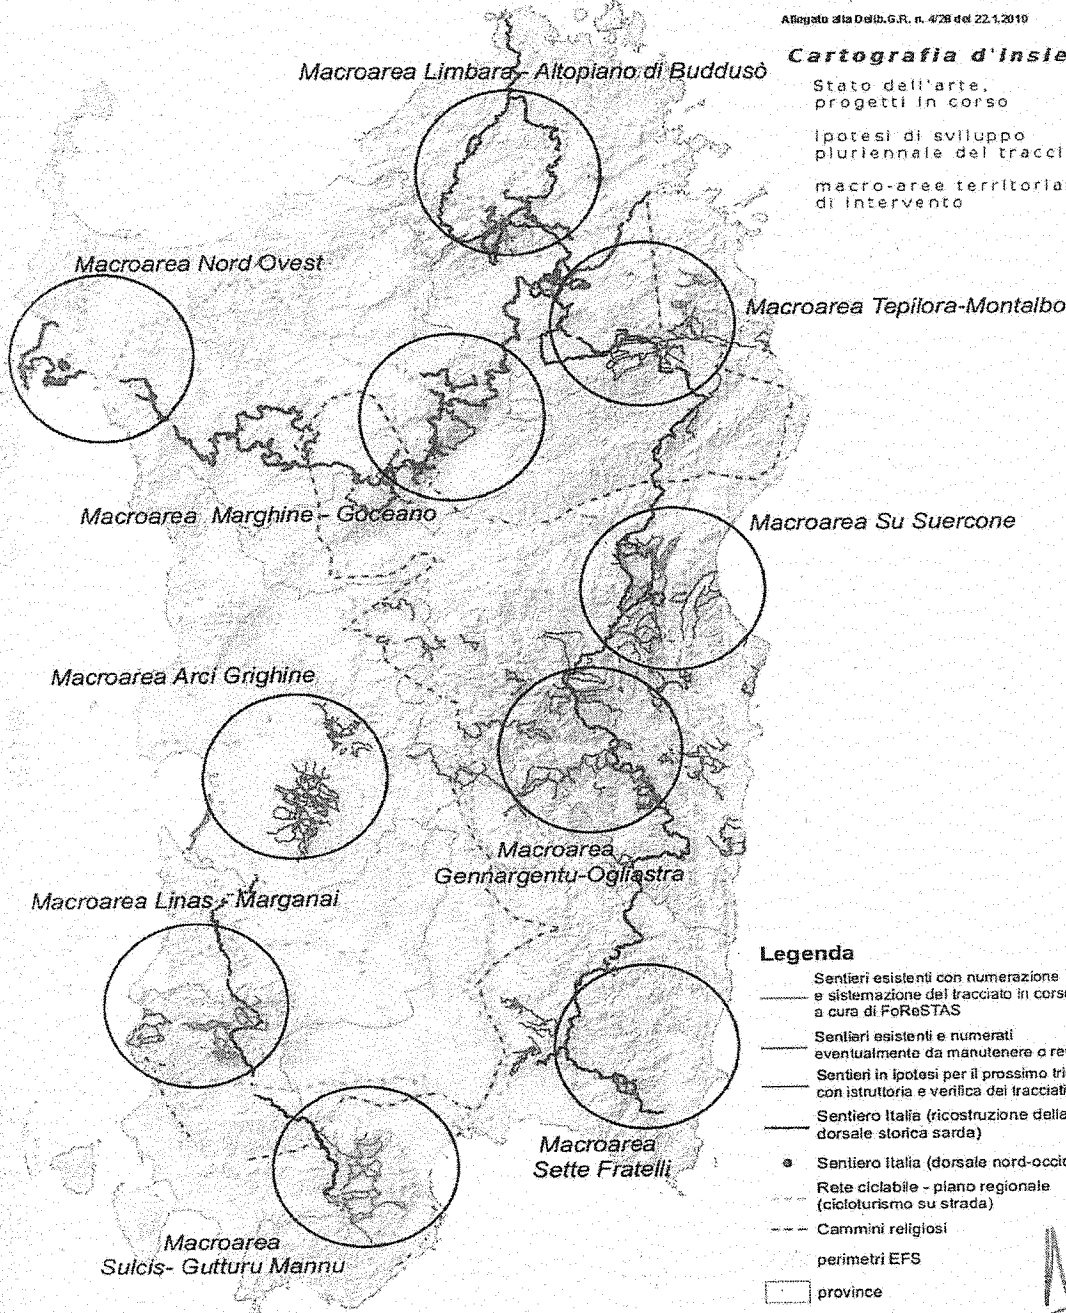 Allegato alla Delib.G.R. n. 4/28 del 22.1.2019
Cartografia d'insie
Stato dell'arte,
progetti in corso
Ipotesi di sviluppo
pluriennale del tracci
macro-aree territoria
di intervento
Macroarea Limbara - Altopiano di Buddusò
Macroarea Nord Ovest
Macroarea Tepilora-Montalbo
Macroarea Marghine - Goceano
Macroarea Su Suercone
Macroarea Arci Grighine
Macroarea
Gennargentu-Ogliastra
Macroarea Linas - Marganai
Macroarea
Sette Fratelli
Macroarea
Sulcis- Gutturu Mannu
Legenda
Sentieri esistenti con numerazione
e sistemazione del tracciato in corso
a cura di FoReSTAS
Sentieri esistenti e numerati
eventualmente da manutenere o re
Sentieri in ipotesi per il prossimo tri
con istruttoria e verifica dei tracciati
Sentiero Italia (ricostruzione della
dorsale storica sarda)
Sentiero Italia (dorsale nord-occid
Rete ciclabile - piano regionale
(cicloturismo su strada)
Cammini religiosi
perimetri EFS
province